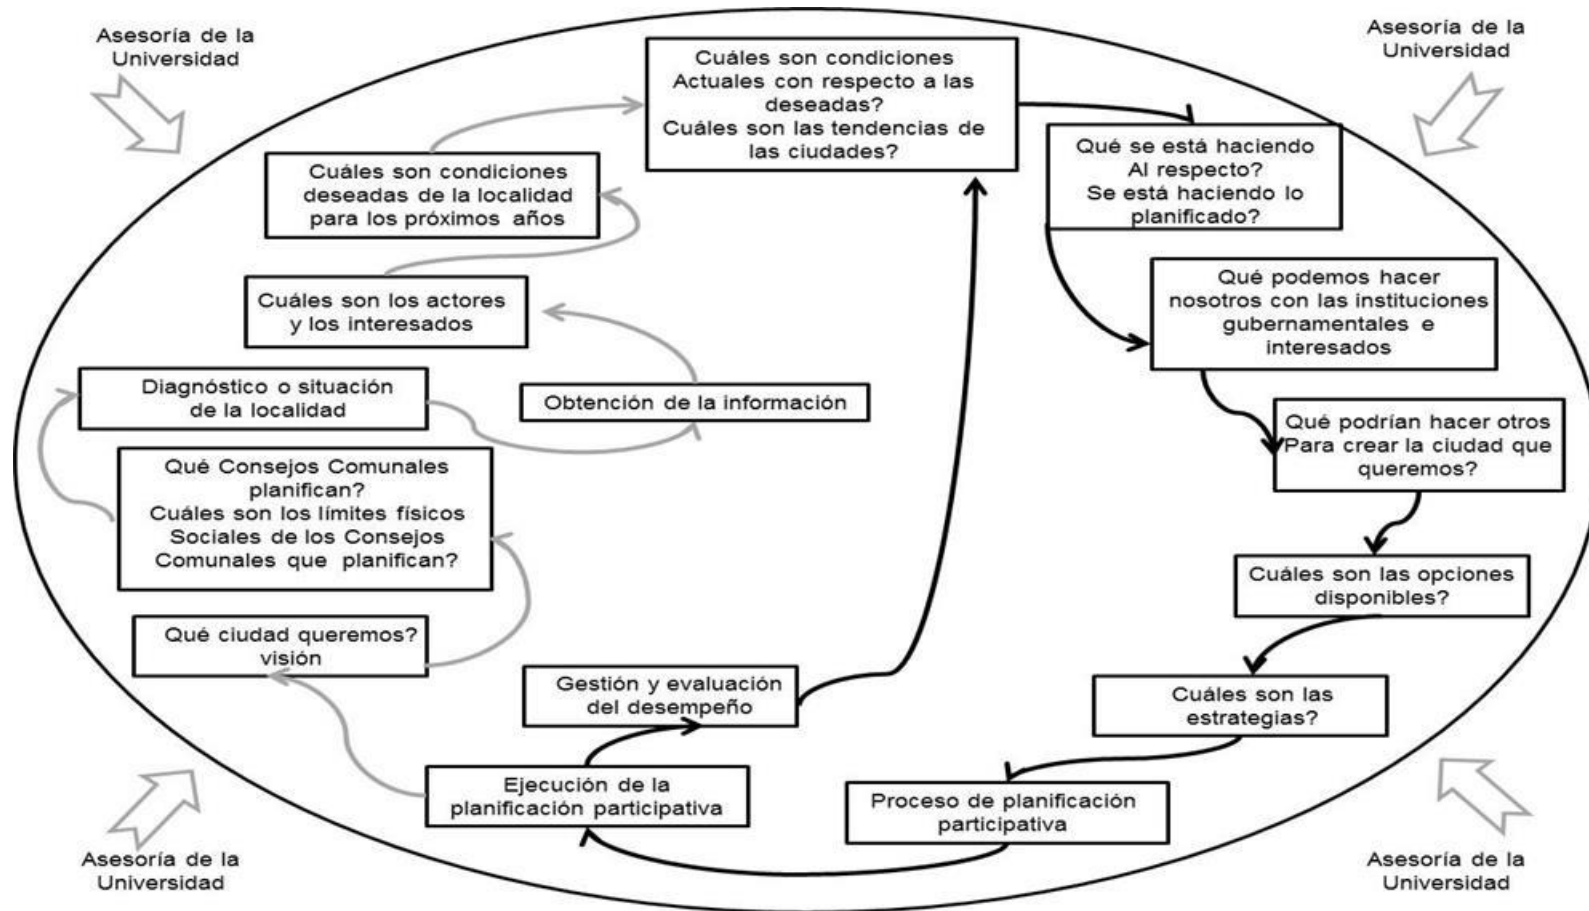 Asesoría de la
Universidad
Asesoría de la
Universidad
Cuáles son condiciones
Actuales con respecto a las
deseadas?
Cuáles son las tendencias de
las ciudades?
Qué se está haciendo
Al respecto?
Se está haciendo lo
planificado?
Cuáles son condiciones
deseadas de la localidad
para los próximos años
Qué podemos hacer
nosotros con las instituciones
gubernamentales e
interesados
Cuáles son los actores
y los interesados
Diagnóstico o situación
de la localidad
Obtención de la información
Qué podrían hacer otros
Para crear la ciudad que
queremos?
Qué Consejos Comunales
planifican?
Cuáles son los límites físicos
Sociales de los Consejos
Comunales que planifican?
Cuáles son las opciones
disponibles?
Qué ciudad queremos?
visión
Gestión y evaluación
del desempeño
Cuáles son las
estrategias?
Ejecución de la
planificación participativa
Proceso de planificación
participativa
Asesoría de la
Universidad
Asesoría de la
Universidad